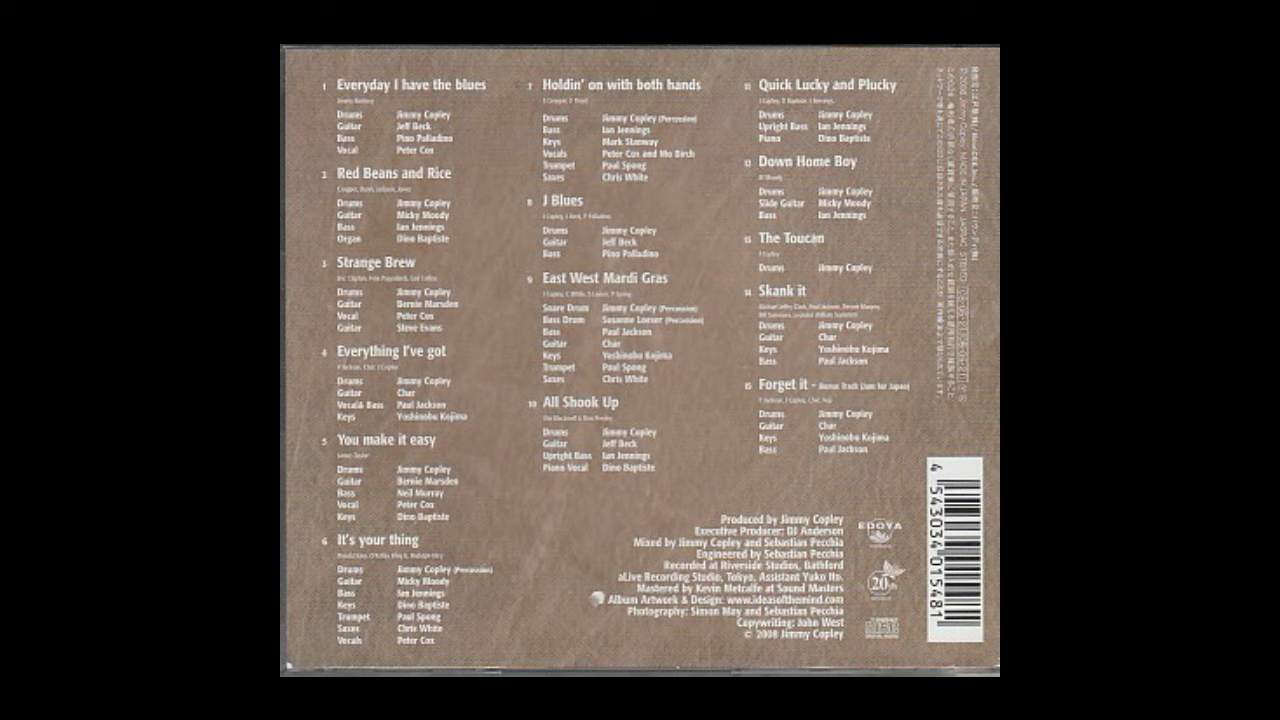 1 Everyday I have the blues
Drums Jimmy Copley
Guitar Jeff Beck
Bass Pino Palladino
Vocal Peter Cox
2 Red Beans and Rice
Drums Jimmy Copley
Guitar Micky Moody
Bass Ian Jennings
Organ Dino Baptiste
3 Strange Brew
Drums Jimmy Copley
Guitar Bernie Marsden
Vocal Peter Cox
Guitar Steve Evans
4 Everything I've got
Drums Jimmy Copley
Guitar Char
Vocal& Bass Paul Jackson
Keys Yoshinobu Kojima
5 You make it easy
James Taylor
Drums Jimmy Copley
Guitar Bernie Marsden
Bass Neil Murray
Vocal Peter Cox
Keys Dino Baptiste
6 It's your thing
Drums Jimmy Copley (Percussion)
Guitar Micky Moody
Bass Ian Jennings
Keys Dino Baptiste
Trumpet Paul Spong
Saxes Chris White
Vocals Peter Cox
7 Holdin' on with both hands
Drums Jimmy Copley (Percussion)
Bass Ian Jennings
Keys Mark Stanway
Vocals Peter Cox and Mo Birch
Trumpet Paul Spong
Saxes Chris White
8 J Blues
J Copley, J Beck, P Palladino
Drums Jimmy Copley
Guitar Jeff Beck
Bass Pino Palladino
9 East West Mardi Gras
Snare Drum Jimmy Copley (Percussion)
Bass Drum Susanne Loeser (Percussion)
Bass Paul Jackson
Guitar Char
Keys Yoshinobu Kojima
Trumpet Paul Spong
Saxes Chris White
10 All Shook Up
Otis Blackwell & Elvis Presley
Drums Jimmy Copley
Guitar Jeff Beck
Upright Bass Ian Jennings
Piano Vocal Dino Baptiste
11 Quick Lucky and Plucky
J Copley, D Baptiste, I Jennings
Drums Jimmy Copley
Upright Bass Ian Jennings
Piano Dino Baptiste
12 Down Home Boy
M Moody
Drums Jimmy Copley
Slide Guitar Micky Moody
Bass Ian Jennings
13 The Toucan
J Copley
Drums Jimmy Copley
14 Skank it
Drums Jimmy Copley
Guitar Char
Keys Yoshinobu Kojima
Bass Paul Jackson
15 Forget it - Bonus Track (Jam for Japan)
Drums Jimmy Copley
Guitar Char
Keys Yoshinobu Kojima
Bass Paul Jackson
Produced by Jimmy Copley
Executive Producer: DJ Anderson
Mixed by Jimmy Copley and Sebastian Pecchia
Engineered by Sebastian Pecchia
Recorded at Riverside Studios, Bathford
aLive Recording Studio, Tokyo, Assistant Yuko Ito.
Mastered by Kevin Metcalfe at Sound Masters
Album Artwork & Design: www.ideasofthemind.com
Photography: Simon May and Sebastian Pecchia
Copywriting: John West
© 2008 Jimmy Copley
EDOYA
20th
4 543034 015481